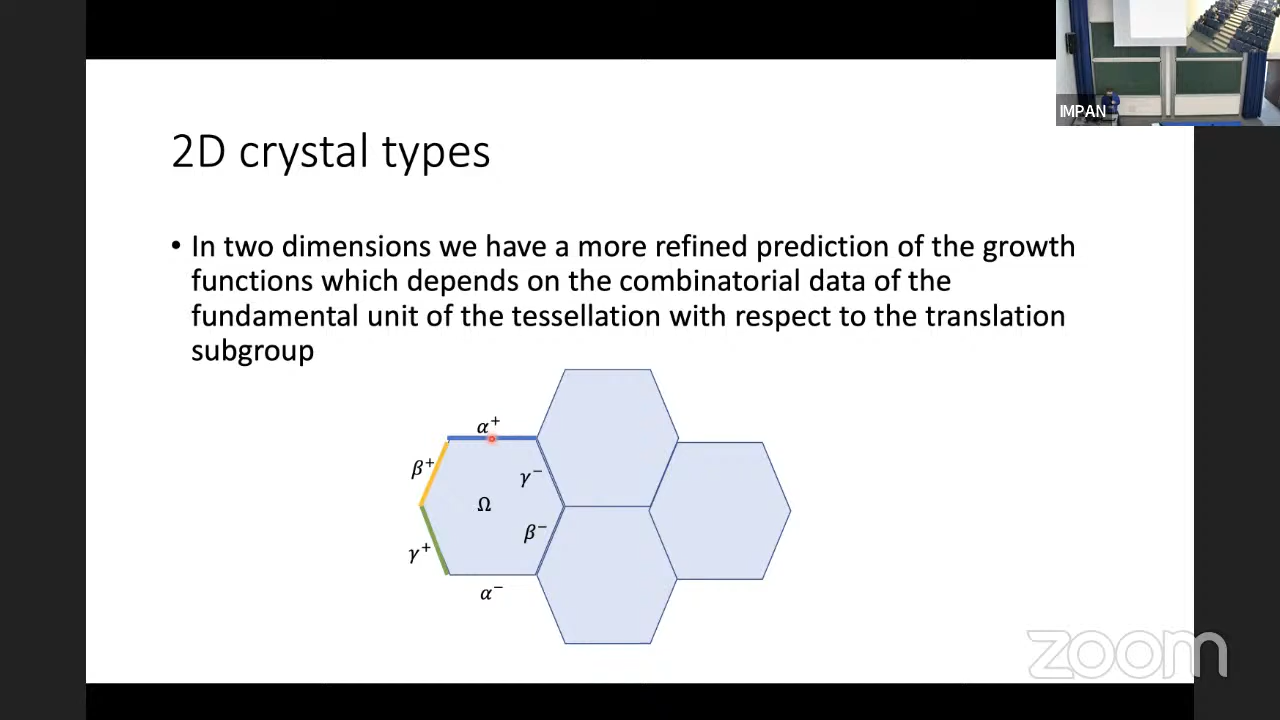 IMPAN
2D crystal types
• In two dimensions we have a more refined prediction of the growth
functions which depends on the combinatorial data of the
fundamental unit of the tessellation with respect to the translation
subgroup
α⁺
β⁺
γ⁻
Ω
β⁻
γ⁺
α⁻
zoom